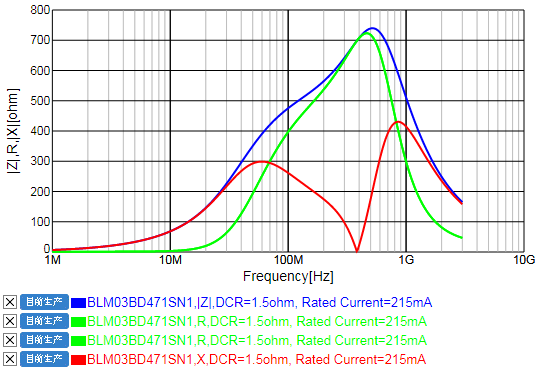 800
700
600
500
400
300
200
100
0
|Z|,R,|X|[ohm]
1M 10M 100M 1G 10G
Frequency[Hz]
目前生产 BLM03BD471SN1,|Z|,DCR=1.5ohm, Rated Current=215mA
目前生产 BLM03BD471SN1,R,DCR=1.5ohm, Rated Current=215mA
目前生产 BLM03BD471SN1,R,DCR=1.5ohm, Rated Current=215mA
目前生产 BLM03BD471SN1,X,DCR=1.5ohm, Rated Current=215mA